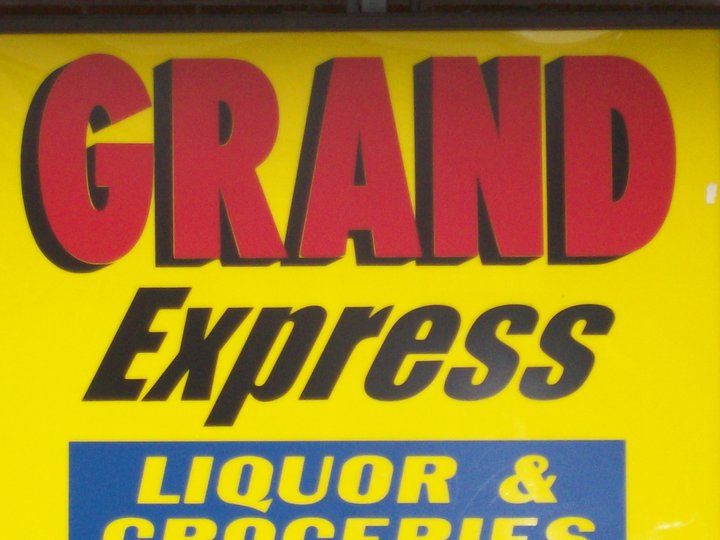 GRAND
Express
LIQUOR &
GROCERIES